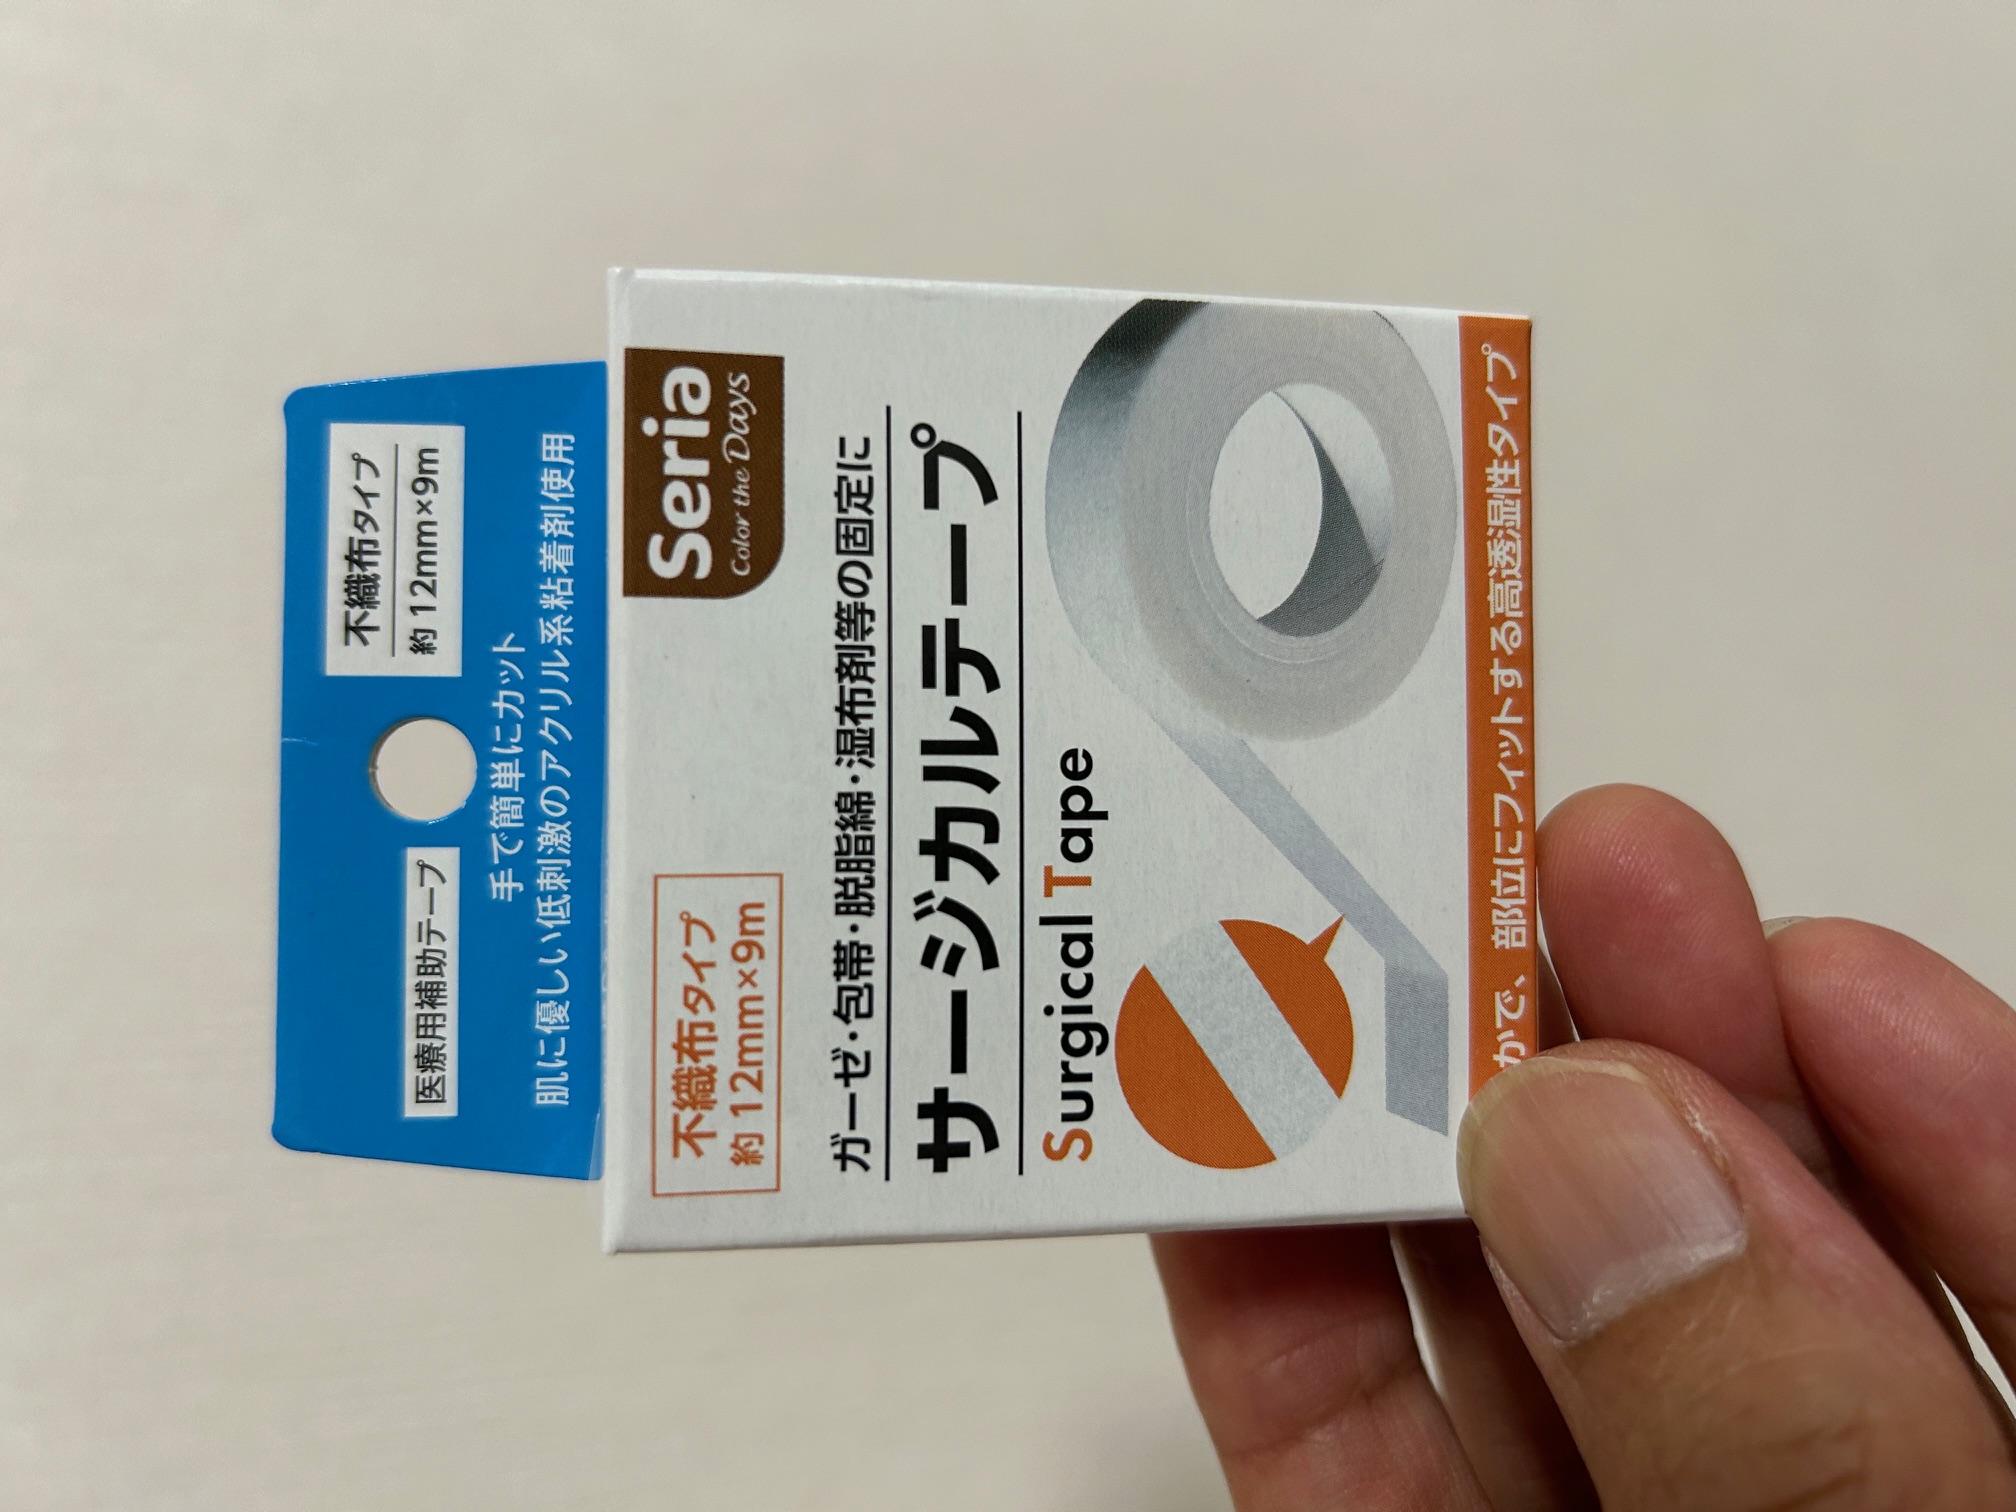 不織布タイプ
約 12mm×9m
医療用補助テープ
手で簡単にカット
肌に優しい低刺激のアクリル系粘着剤使用
Seria
Color the Days
不織布タイプ
約 12mm×9m
ガーゼ・包帯・脱脂綿・湿布剤等の固定に
サージカルテープ
Surgical Tape
かで、部位にフィットする高透湿性タイプ